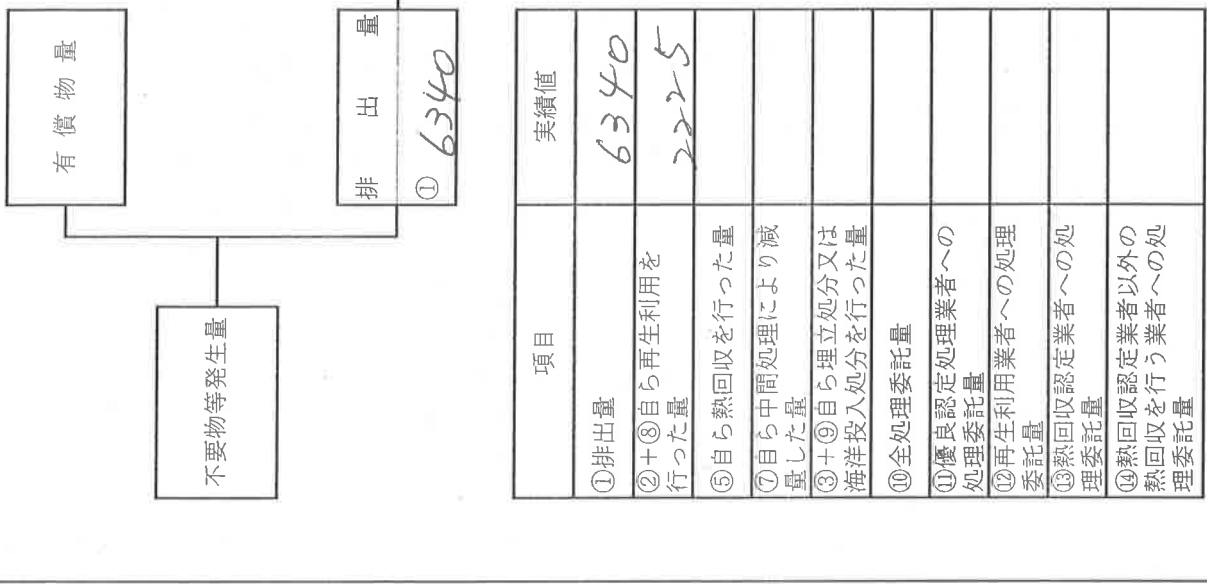 有償物量
不要物等発生量
排出量
① 6340
項目 実績値
①排出量 6340
②+⑧自ら再生利用を
行った量 2225
⑤自ら熱回収を行った量
⑦自ら中間処理により減
量した量
③+⑨自ら埋立処分又は
海洋投入処分を行った量
⑩全処理委託量
⑪優良認定処理業者への
処理委託量
⑫再生利用業者への処理
委託量
⑬熱回収認定業者への処
理委託量
⑭熱回収認定業者以外の
熱回収を行う業者への処
理委託量